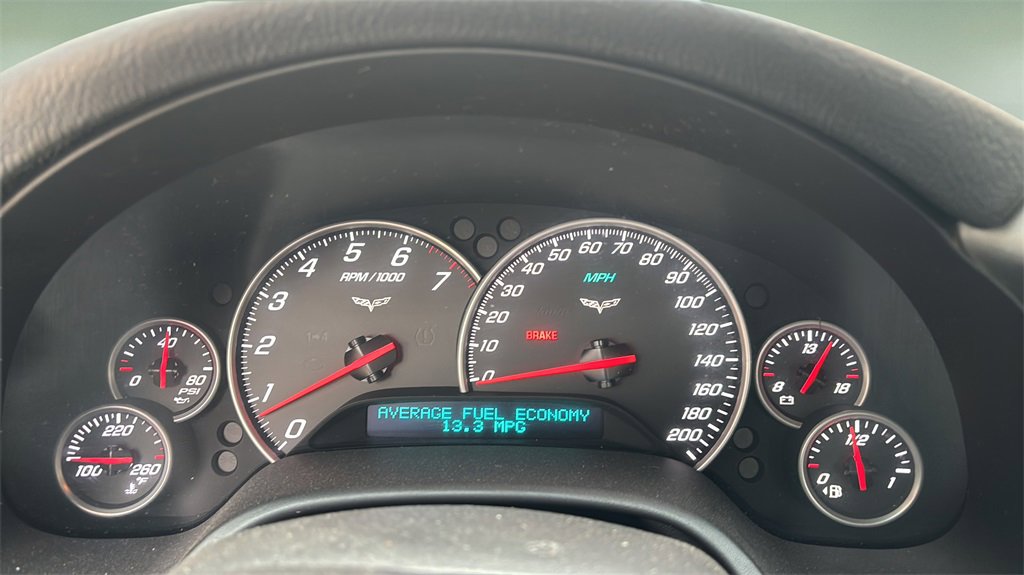 0 1 2 3 4 5 6 7
RPM/1000
0 10 20 30 40 50 60 70 80 90 100 120 140 160 180 200
MPH
BRAKE
AVERAGE FUEL ECONOMY
13.3 MPG
0 40 80
PSI
100 220 260
°F
8 13 18
0 1/2 1